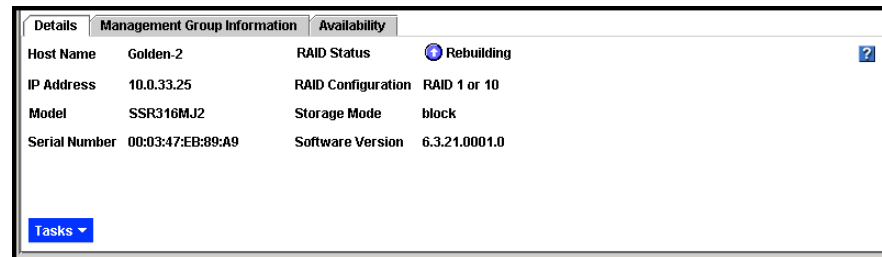 Details Management Group Information Availability
Host Name Golden-2 RAID Status Rebuilding ?
IP Address 10.0.33.25 RAID Configuration RAID 1 or 10
Model SSR316MJ2 Storage Mode block
Serial Number 00:03:47:EB:89:A9 Software Version 6.3.21.0001.0
Tasks